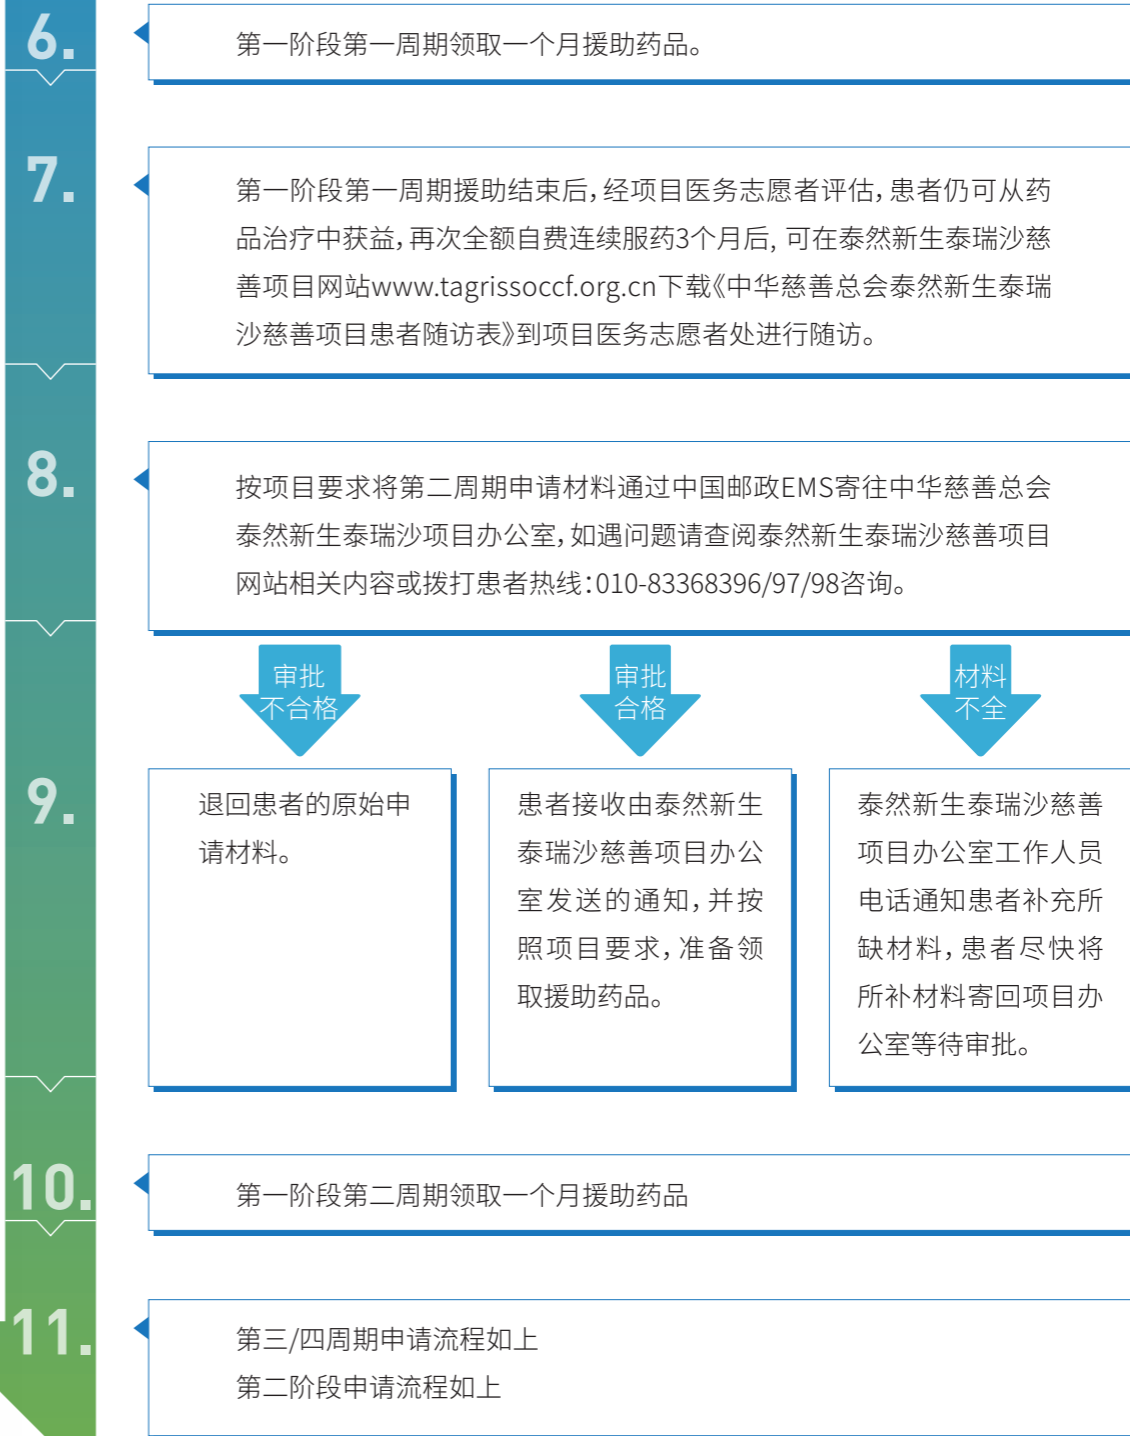 6.
第一阶段第一周期领取一个月援助药品。
7.
第一阶段第一周期援助结束后,经项目医务志愿者评估,患者仍可从药
品治疗中获益,再次全额自费连续服药3个月后, 可在泰然新生泰瑞沙慈
善项目网站www.tagrissoccf.org.cn下载《中华慈善总会泰然新生泰瑞
沙慈善项目患者随访表》到项目医务志愿者处进行随访。
8.
按项目要求将第二周期申请材料通过中国邮政EMS寄往中华慈善总会
泰然新生泰瑞沙项目办公室,如遇问题请查阅泰然新生泰瑞沙慈善项目
网站相关内容或拨打患者热线:010-83368396/97/98咨询。
9.
审批
不合格
退回患者的原始申
请材料。
审批
合格
患者接收由泰然新生
泰瑞沙慈善项目办公
室发送的通知,并按
照项目要求,准备领
取援助药品。
材料
不全
泰然新生泰瑞沙慈善
项目办公室工作人员
电话通知患者补充所
缺材料,患者尽快将
所补材料寄回项目办
公室等待审批。
10.
第一阶段第二周期领取一个月援助药品
11.
第三/四周期申请流程如上
第二阶段申请流程如上